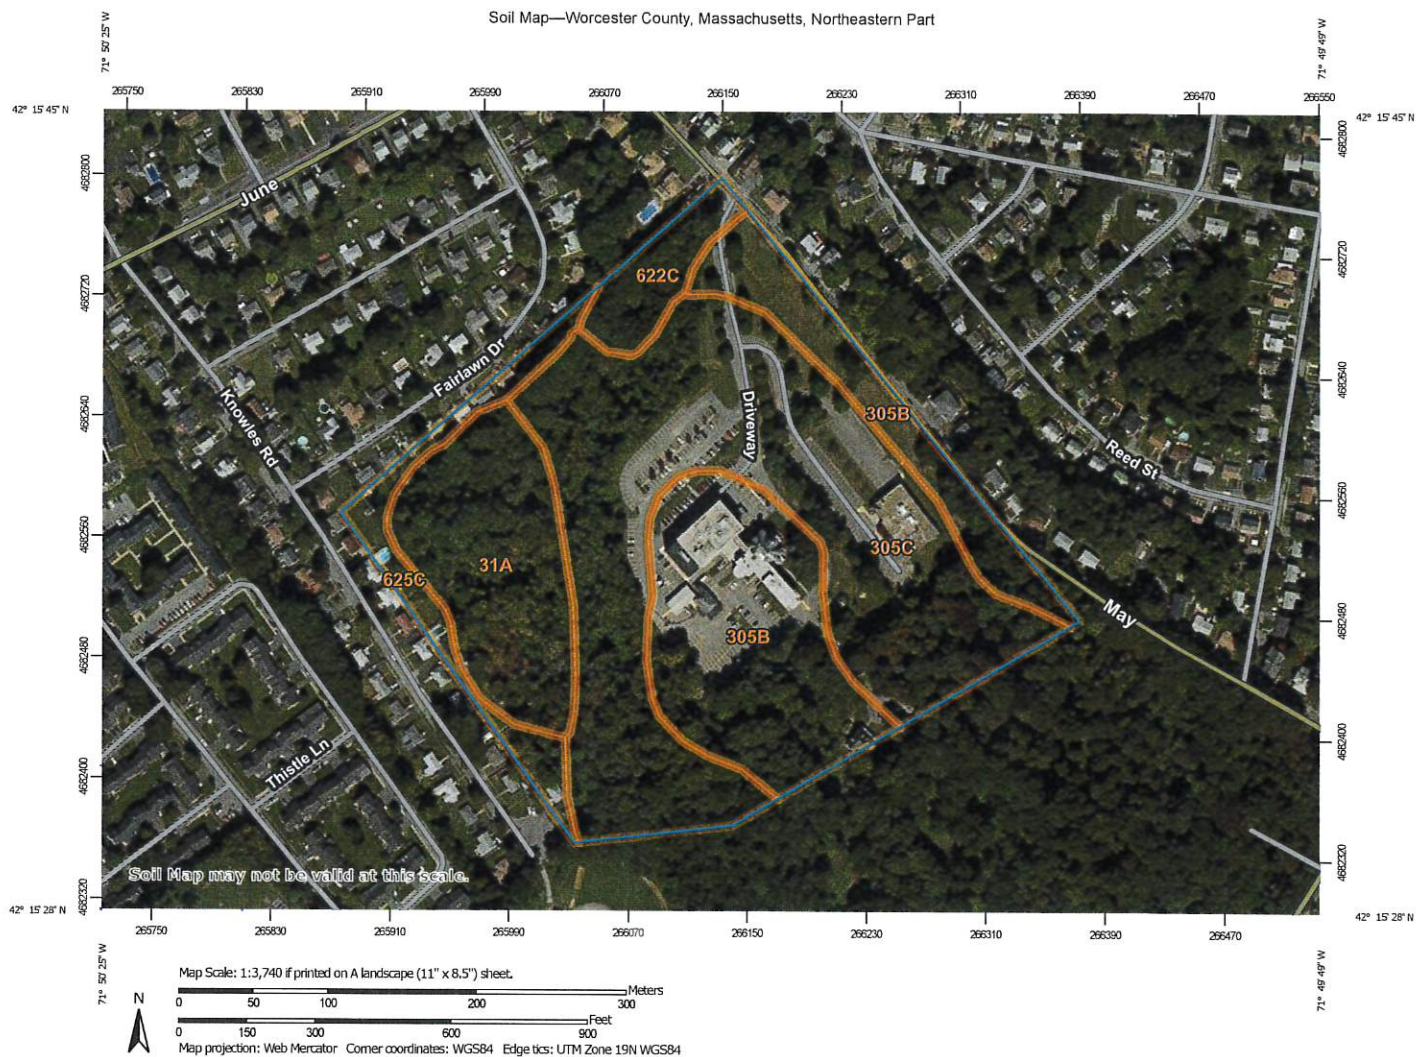 Soil Map—Worcester County, Massachusetts, Northeastern Part
71° 50' 25" W
71° 49' 49" W
265750 265830 265910 265990 266070 266150 266230 266310 266390 266470 266550
42° 15' 45" N
42° 15' 45" N
4682800
4682800
June
4682720
4682720
622C
4682640
4682640
Fairlawn Dr
Knowles Rd
Driveway
305B
Reed St
4682560
4682560
305C
31A
625C
4682480
4682480
305B
May
4682400
4682400
Thistle Ln
4682320
4682320
Soil Map may not be valid at this scale.
42° 15' 28" N
42° 15' 28" N
265750 265830 265910 265990 266070 266150 266230 266310 266390 266470
71° 50' 25" W
71° 49' 49" W
Map Scale: 1:3,740 if printed on A landscape (11" x 8.5") sheet.
Meters
0 50 100 200 300
N
Feet
0 150 300 600 900
Map projection: Web Mercator Corner coordinates: WGS84 Edge tics: UTM Zone 19N WGS84